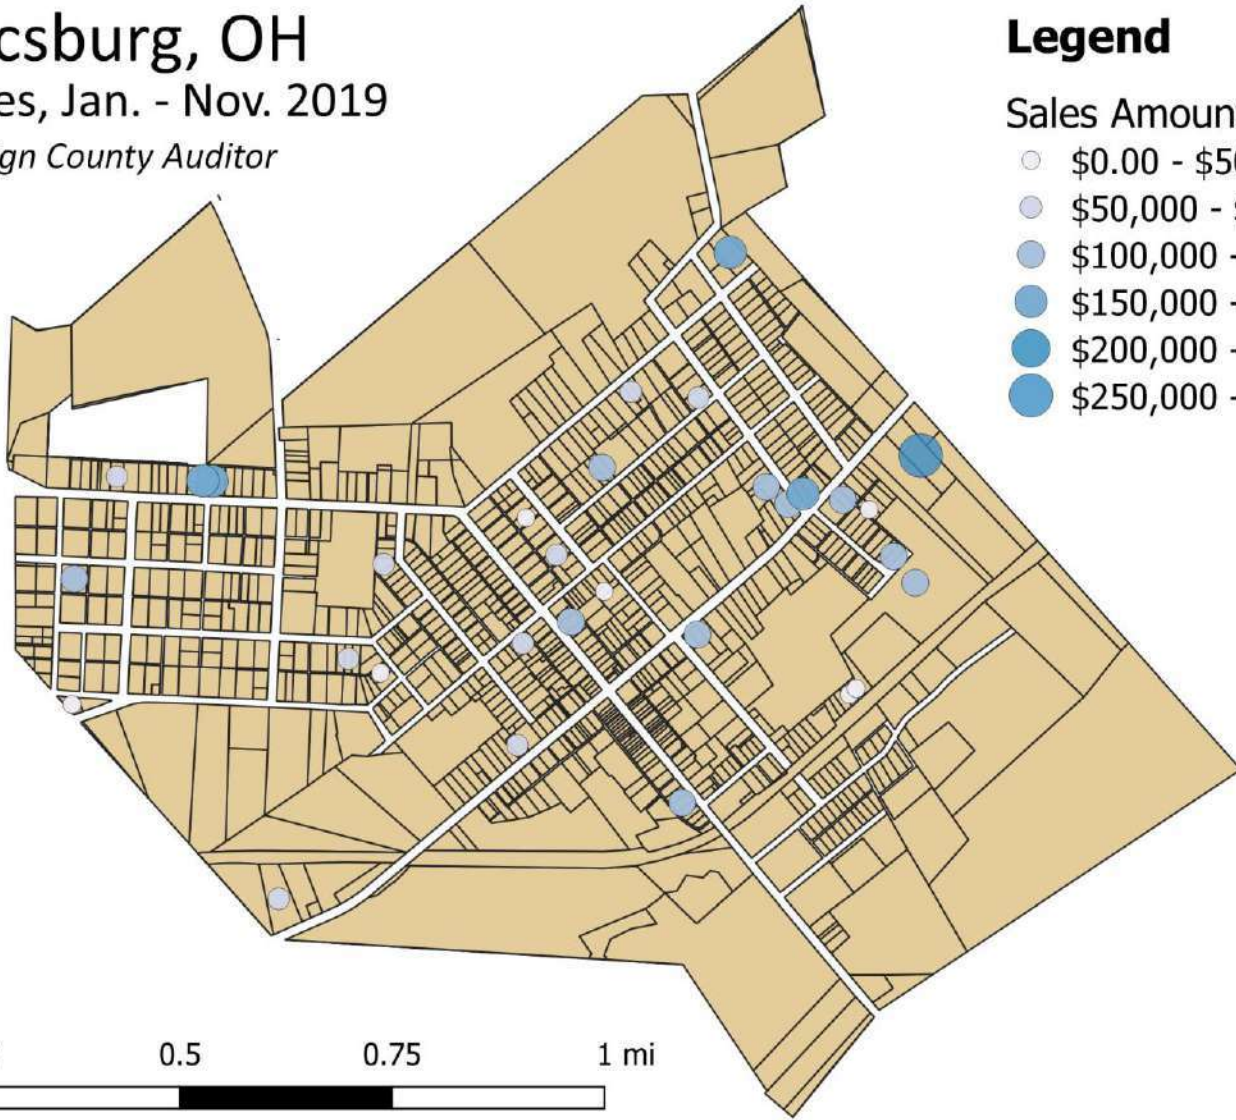 csburg, OH
es, Jan. - Nov. 2019
gn County Auditor
Legend
Sales Amoun
$0.00 - $5
$50,000 -
$100,000 -
$150,000 -
$200,000 -
$250,000 -
0.5 0.75 1 mi